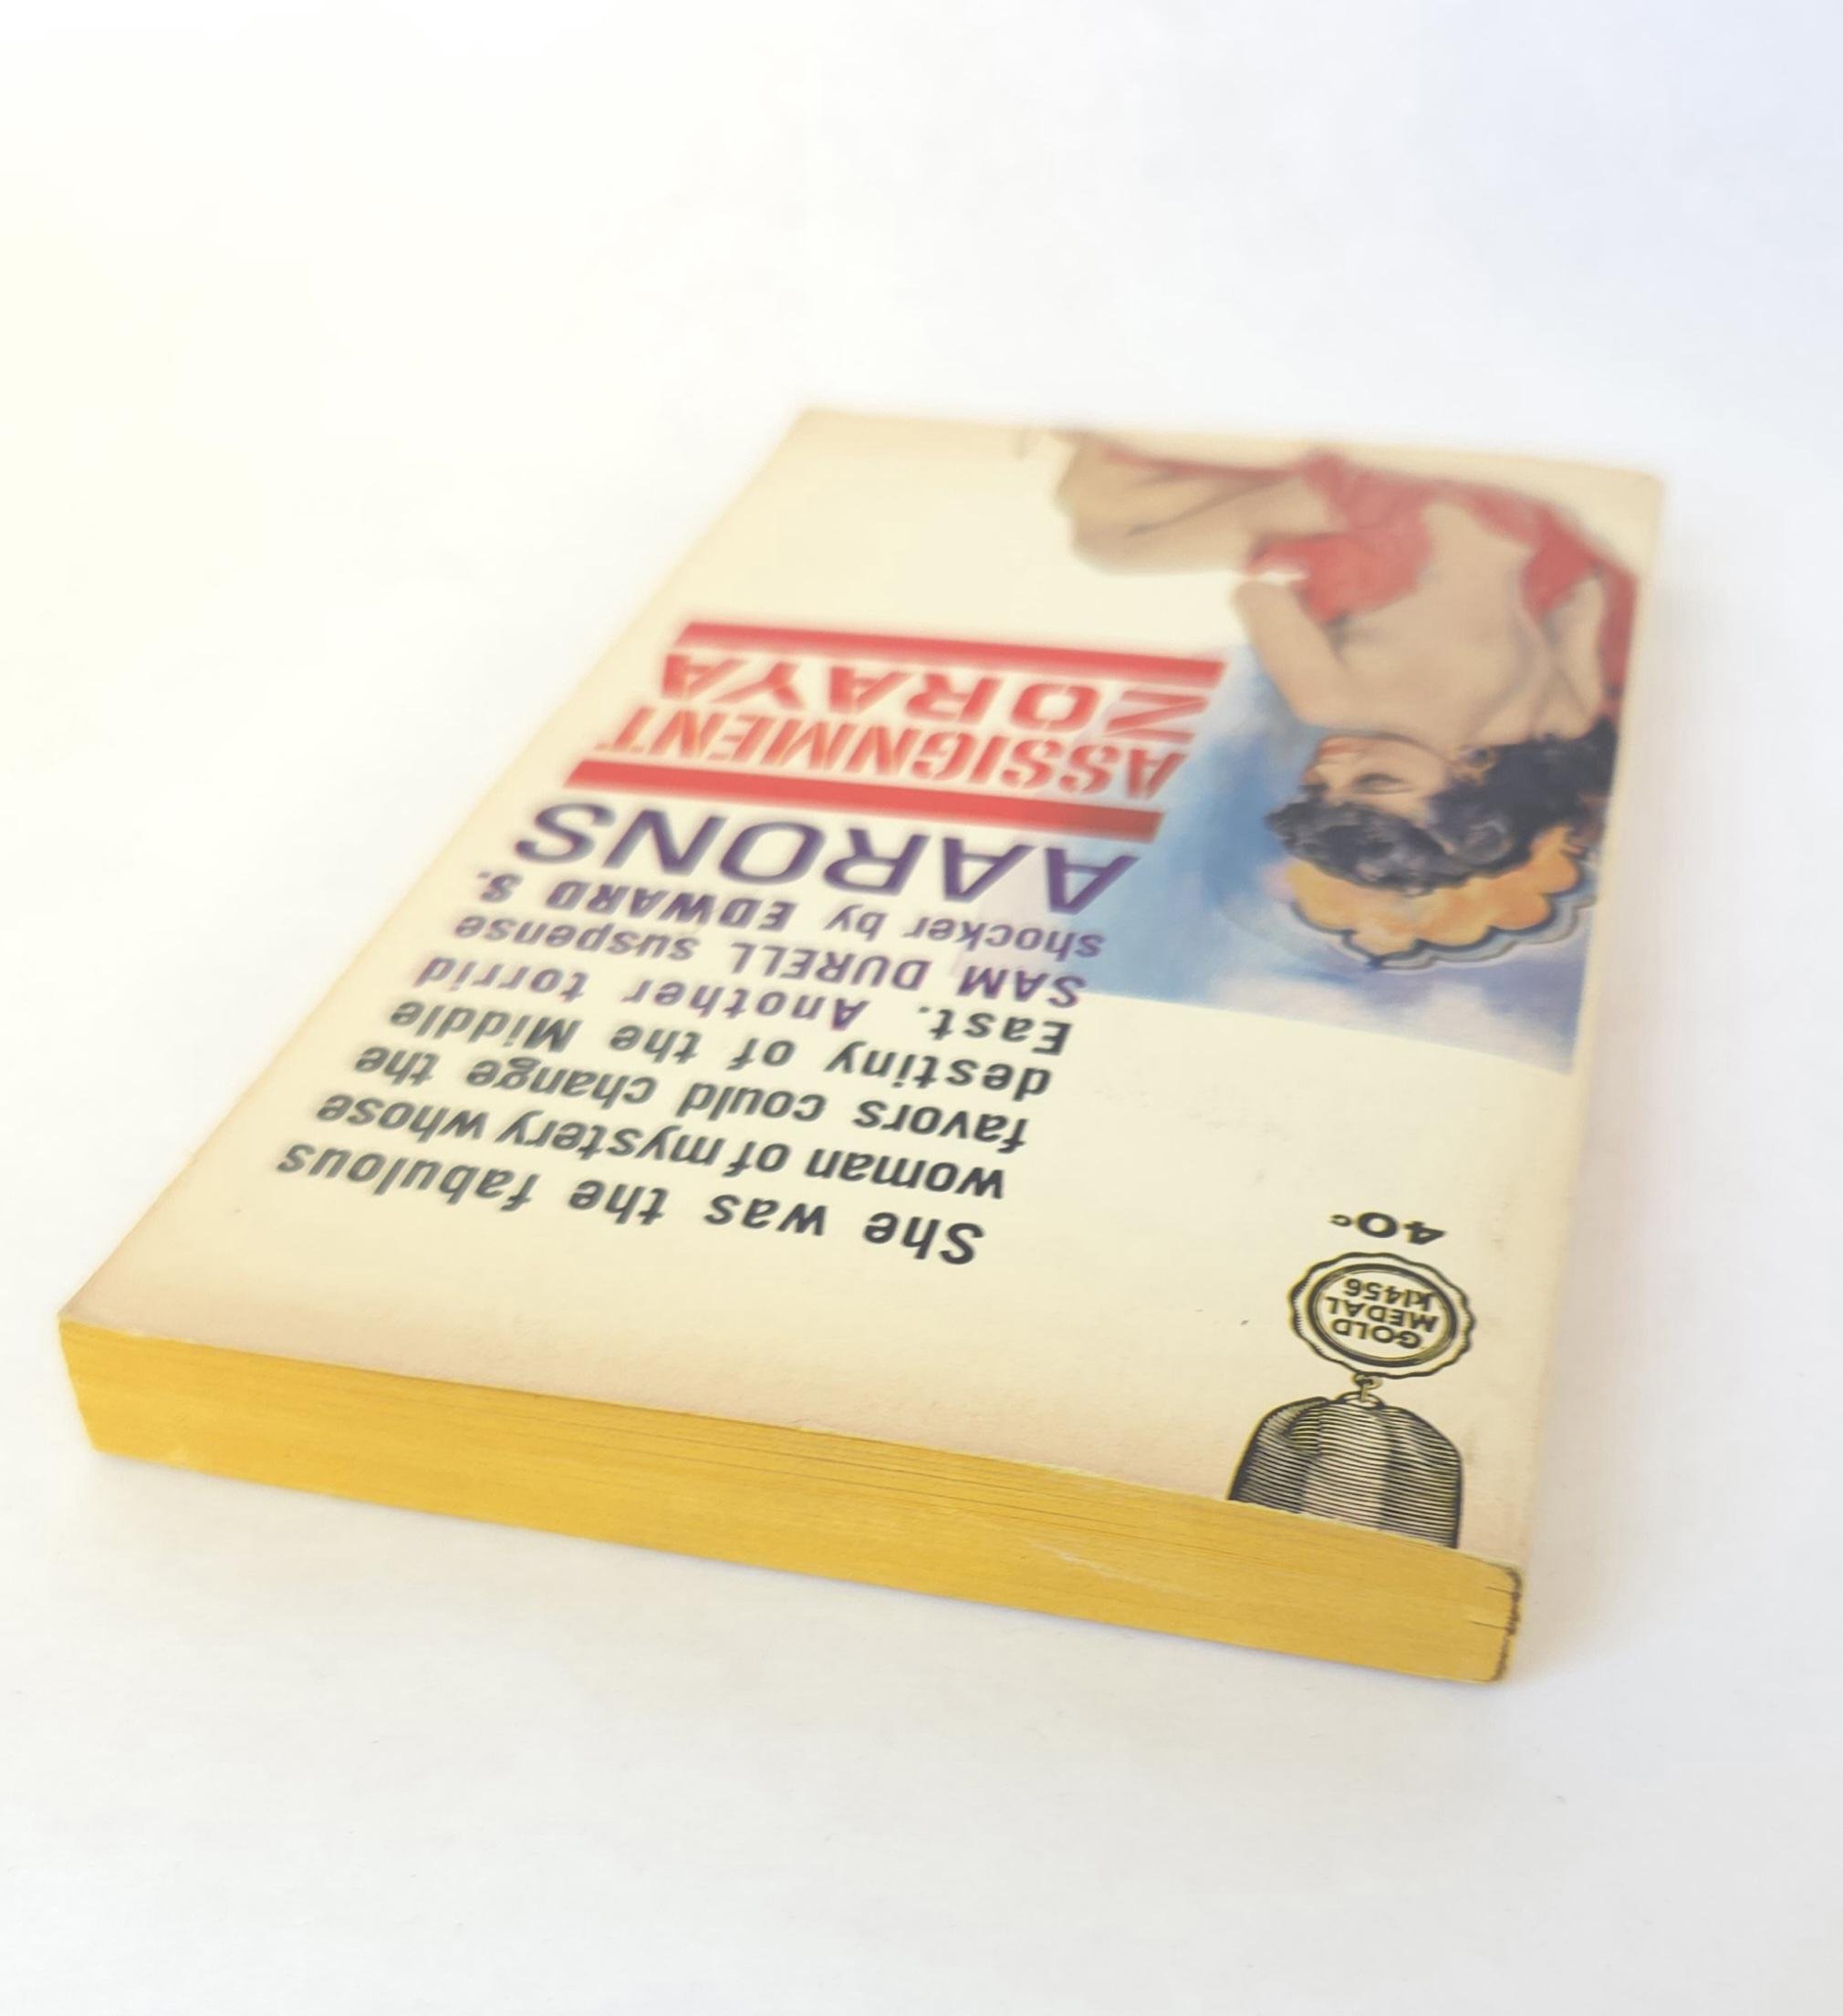 GOLD
MEDAL
k1456
40c
She was the fabulous
woman of mystery whose
favors could change the
destiny of the Middle
East. Another torrid
SAM DURELL suspense
shocker by EDWARD S.
AARONS
ASSIGNMENT
ZORAYA